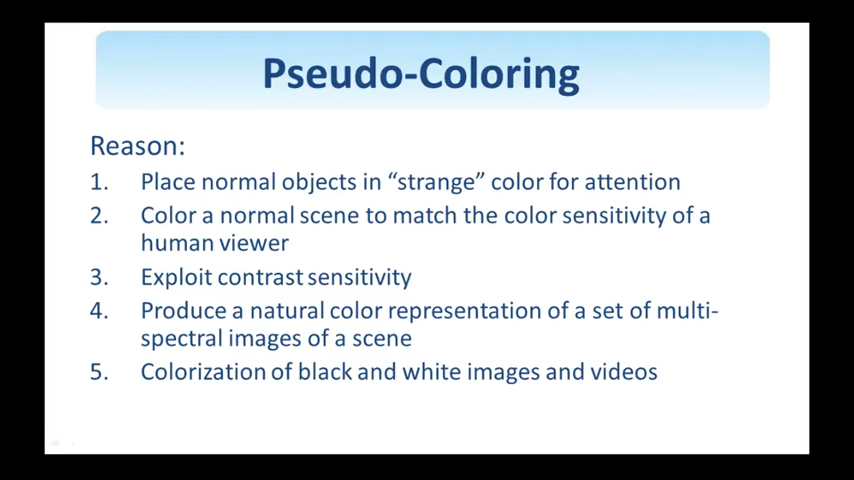 Pseudo-Coloring
Reason:
1. Place normal objects in “strange” color for attention
2. Color a normal scene to match the color sensitivity of a
human viewer
3. Exploit contrast sensitivity
4. Produce a natural color representation of a set of multi-
spectral images of a scene
5. Colorization of black and white images and videos